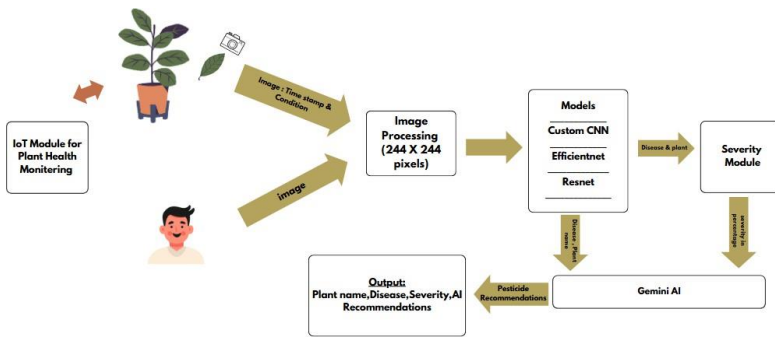 Image : Time stamp &
Condition
IoT Module for
Plant Health
Monitering
Image
Processing
(244 X 244
pixels)
image
Models
Custom CNN
Efficientnet
Resnet
Disease & plant
Severity
Module
Disease , Plant
name
severity in
percentage
Gemini AI
Pesticide
Recommendations
Output:
Plant name,Disease,Severity,AI
Recommendations